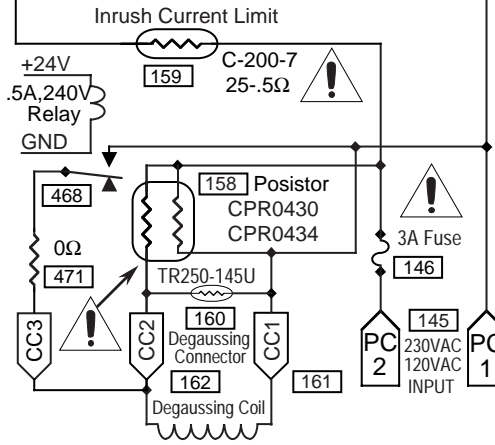 Inrush Current Limit
C-200-7
25-.5Ω
159
+24V
.5A,240V
Relay
GND
468
158 Posistor
CPR0430
CPR0434
0Ω
471
3A Fuse
146
TR250-145U
160
Degaussing
Connector
CC3
CC2
CC1
162
161
145
PC
2
230VAC
120VAC
INPUT
PC
1
Degaussing Coil